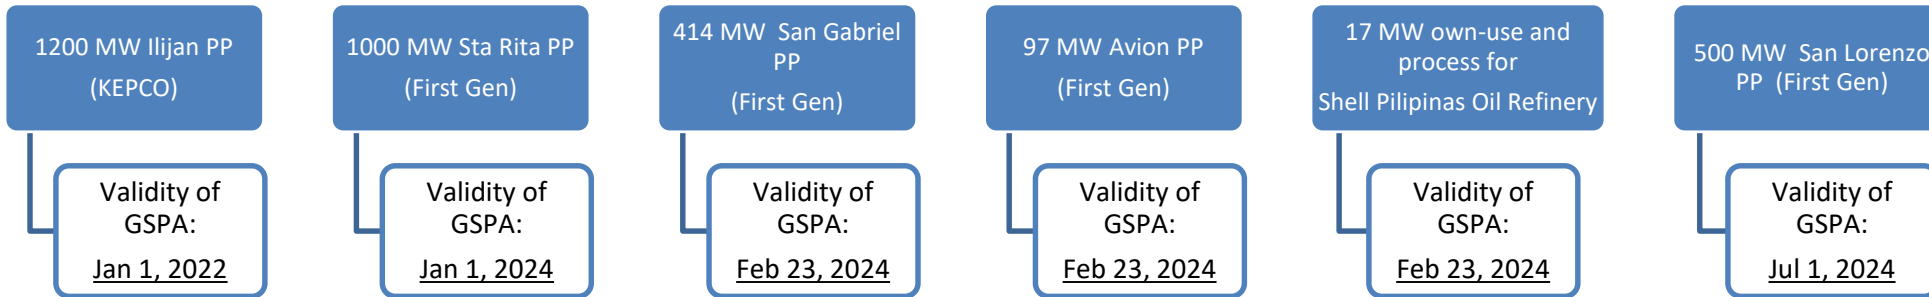 1200 MW Ilijan PP
(KEPCO)
Validity of
GSPA:
Jan 1, 2022
1000 MW Sta Rita PP
(First Gen)
Validity of
GSPA:
Jan 1, 2024
414 MW San Gabriel
PP
(First Gen)
Validity of
GSPA:
Feb 23, 2024
97 MW Avion PP
(First Gen)
Validity of
GSPA:
Feb 23, 2024
17 MW own-use and
process for
Shell Pilipinas Oil Refinery
Validity of
GSPA:
Feb 23, 2024
500 MW San Lorenzo
PP (First Gen)
Validity of
GSPA:
Jul 1, 2024